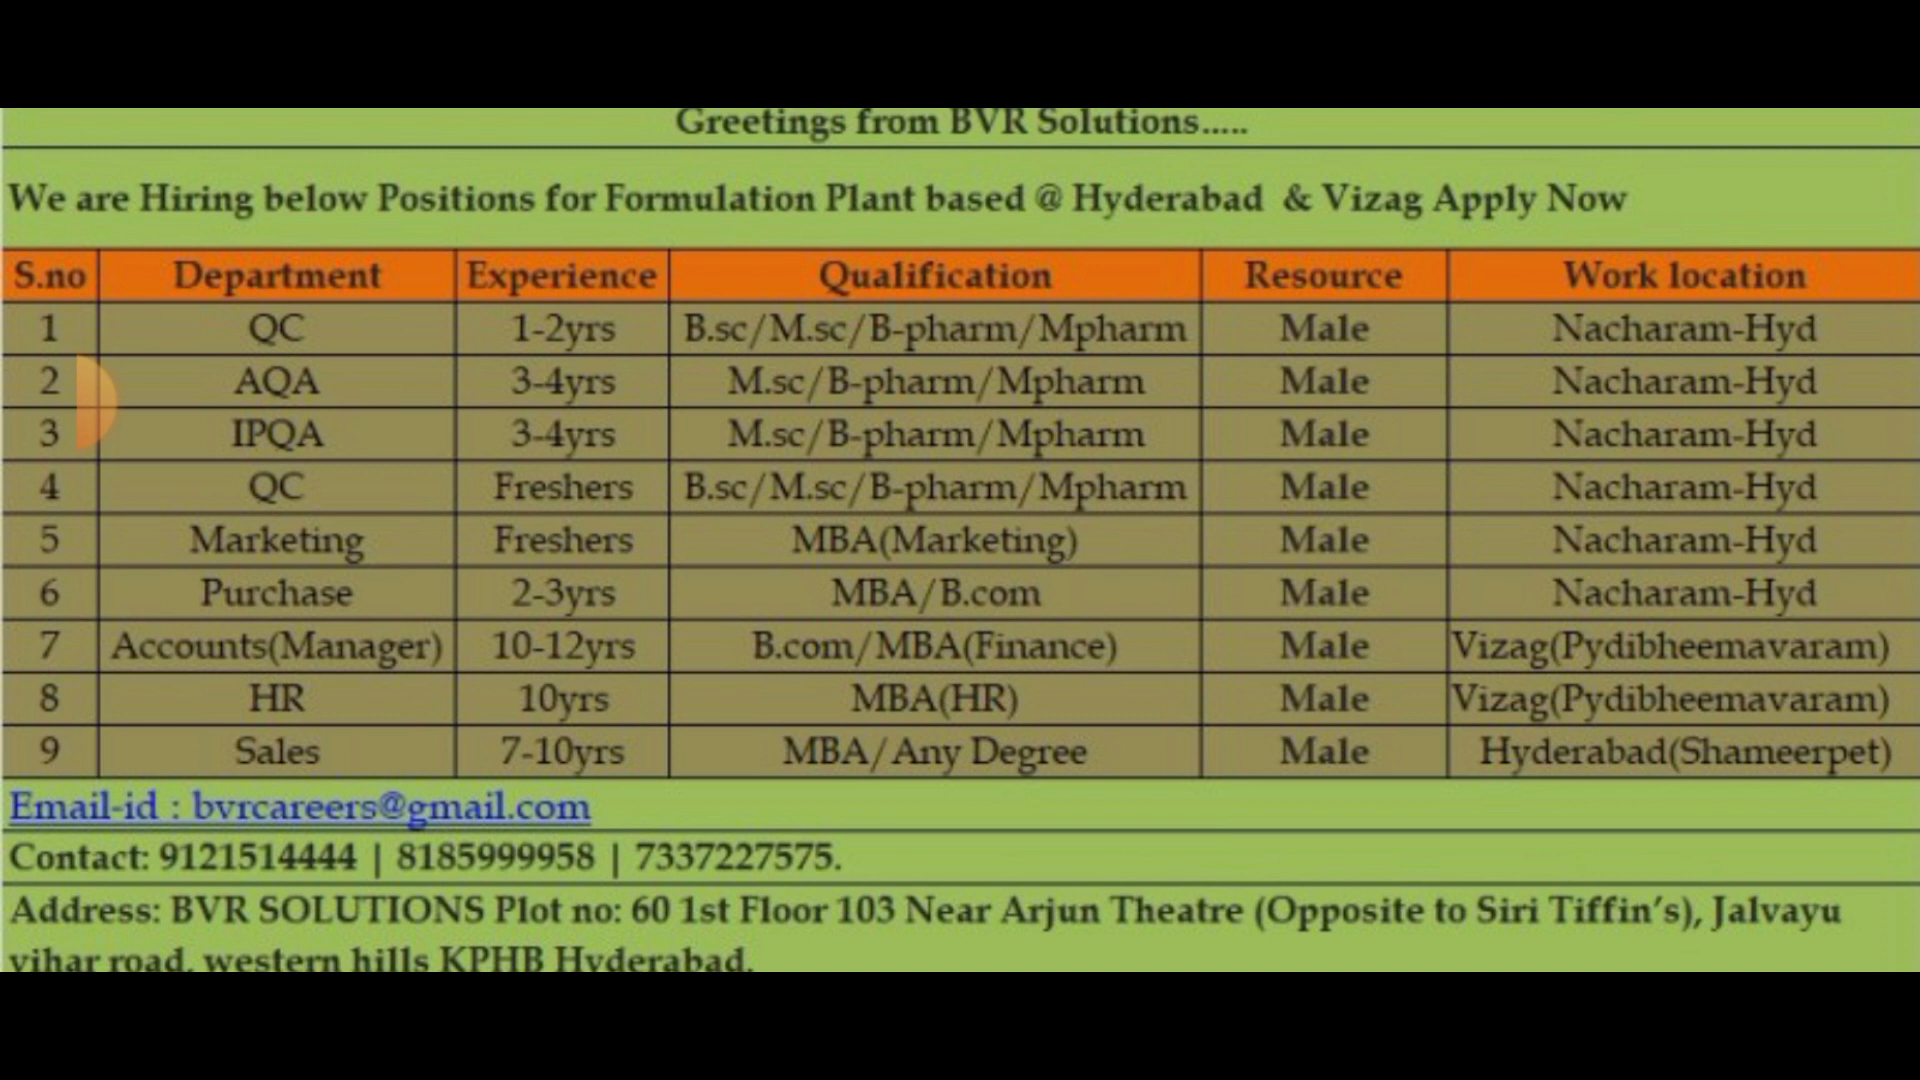 Greetings from BVR Solutions.....
We are Hiring below Positions for Formulation Plant based @ Hyderabad & Vizag Apply Now
S.no Department Experience Qualification Resource Work location
1 QC 1-2yrs B.sc/M.sc/B-pharm/Mpharm Male Nacharam-Hyd
2 AQA 3-4yrs M.sc/B-pharm/Mpharm Male Nacharam-Hyd
3 IPQA 3-4yrs M.sc/B-pharm/Mpharm Male Nacharam-Hyd
4 QC Freshers B.sc/M.sc/B-pharm/Mpharm Male Nacharam-Hyd
5 Marketing Freshers MBA(Marketing) Male Nacharam-Hyd
6 Purchase 2-3yrs MBA/B.com Male Nacharam-Hyd
7 Accounts(Manager) 10-12yrs B.com/MBA(Finance) Male Vizag(Pydibheemavaram)
8 HR 10yrs MBA(HR) Male Vizag(Pydibheemavaram)
9 Sales 7-10yrs MBA/Any Degree Male Hyderabad(Shameerpet)
Email-id : bvrcareers@gmail.com
Contact: 9121514444 | 8185999958 | 7337227575.
Address: BVR SOLUTIONS Plot no: 60 1st Floor 103 Near Arjun Theatre (Opposite to Siri Tiffin's), Jalvayu
vihar road, western hills KPHB Hyderabad.